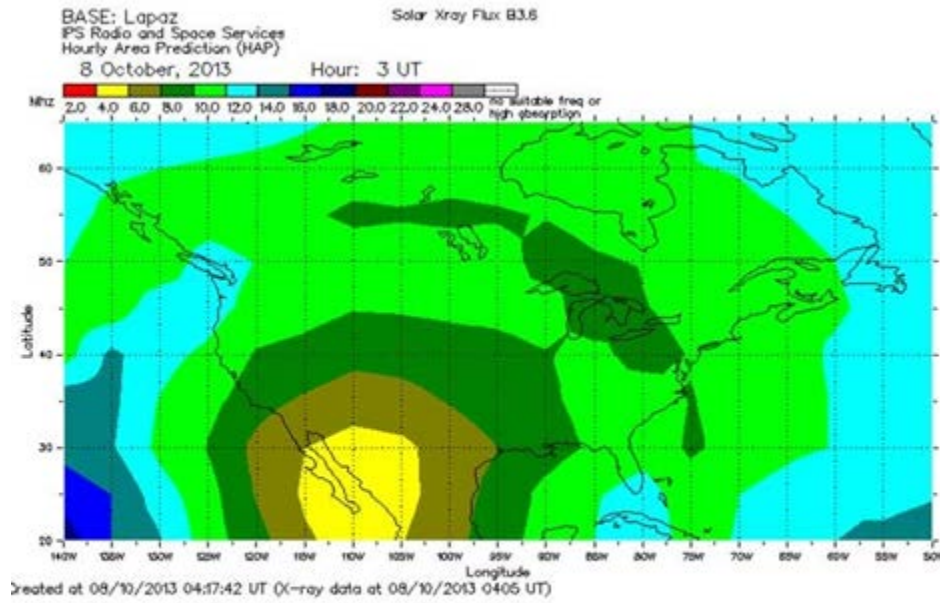 BASE: Lapaz
Solar Xray Flux B3.6
IPS Radio and Space Services
Hourly Area Prediction (HAP)
8 October, 2013 Hour: 3 UT
Mhz 2.0 4.0 6.0 8.0 10.0 12.0 14.0 16.0 18.0 20.0 22.0 24.0 28.0 no suitable freq or
high absorption
60
50
Latitude
40
30
20
140W 130W 120W 115W 110W 105W 100W 95W 90W 85W 80W 75W 70W 65W 60W 55W 50W
Longitude
Created at 08/10/2013 04:17:42 UT (X-ray data at 08/10/2013 0405 UT)